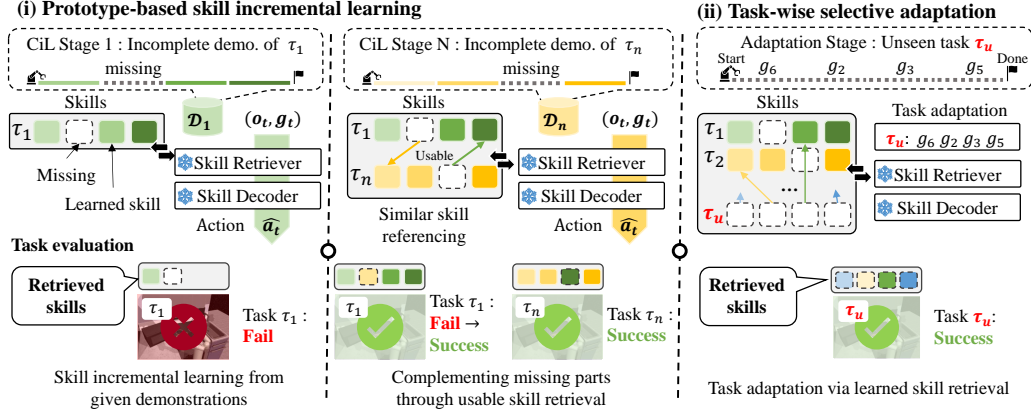 (i) Prototype-based skill incremental learning
CiL Stage 1 : Incomplete demo. of τ₁
missing
Skills
τ₁
Missing
Learned skill
𝒟₁
(oₜ, gₜ)
Skill Retriever
Skill Decoder
Action
âₜ
CiL Stage N : Incomplete demo. of τₙ
missing
Skills
τ₁
Usable
τₙ
Similar skill
referencing
𝒟ₙ
(oₜ, gₜ)
Skill Retriever
Skill Decoder
Action
âₜ
(ii) Task-wise selective adaptation
Adaptation Stage : Unseen task τᵤ
Start
g₆
g₂
g₃
g₅
Done
Skills
τ₁
τ₂
...
τᵤ
Task adaptation
τᵤ: g₆ g₂ g₃ g₅
Skill Retriever
Skill Decoder
Task evaluation
Retrieved
skills
τ₁
Task τ₁ :
Fail
Skill incremental learning from
given demonstrations
τ₁
Task τ₁ :
Fail →
Success
τₙ
Task τₙ :
Success
Complementing missing parts
through usable skill retrieval
Retrieved
skills
τᵤ
Task τᵤ:
Success
Task adaptation via learned skill retrieval